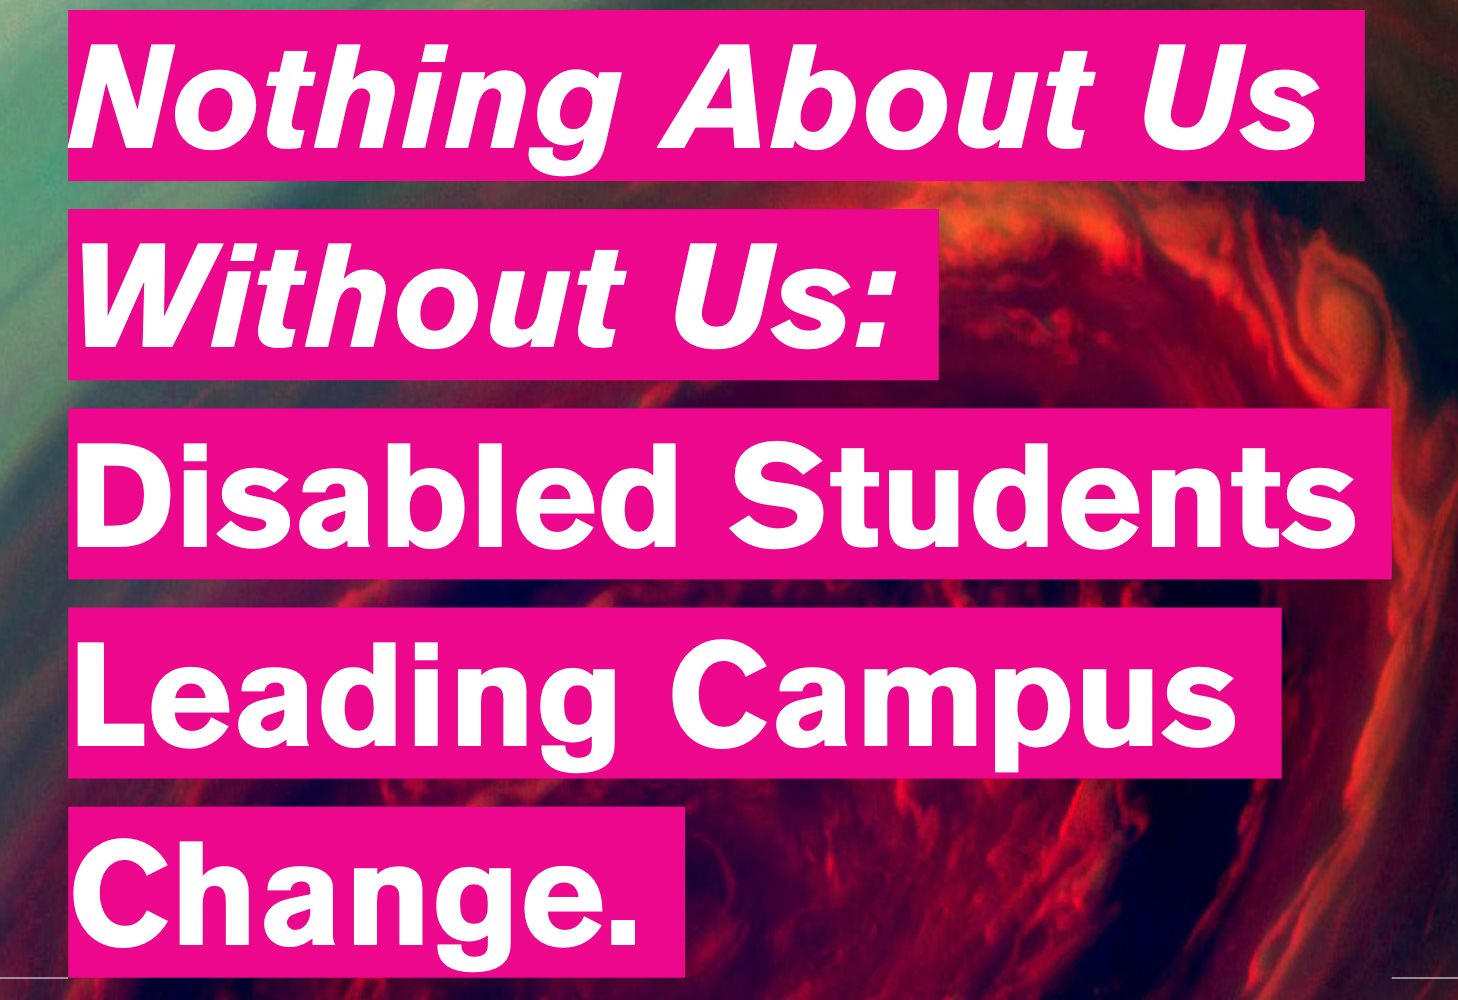 Nothing About Us
Without Us:
Disabled Students
Leading Campus
Change.